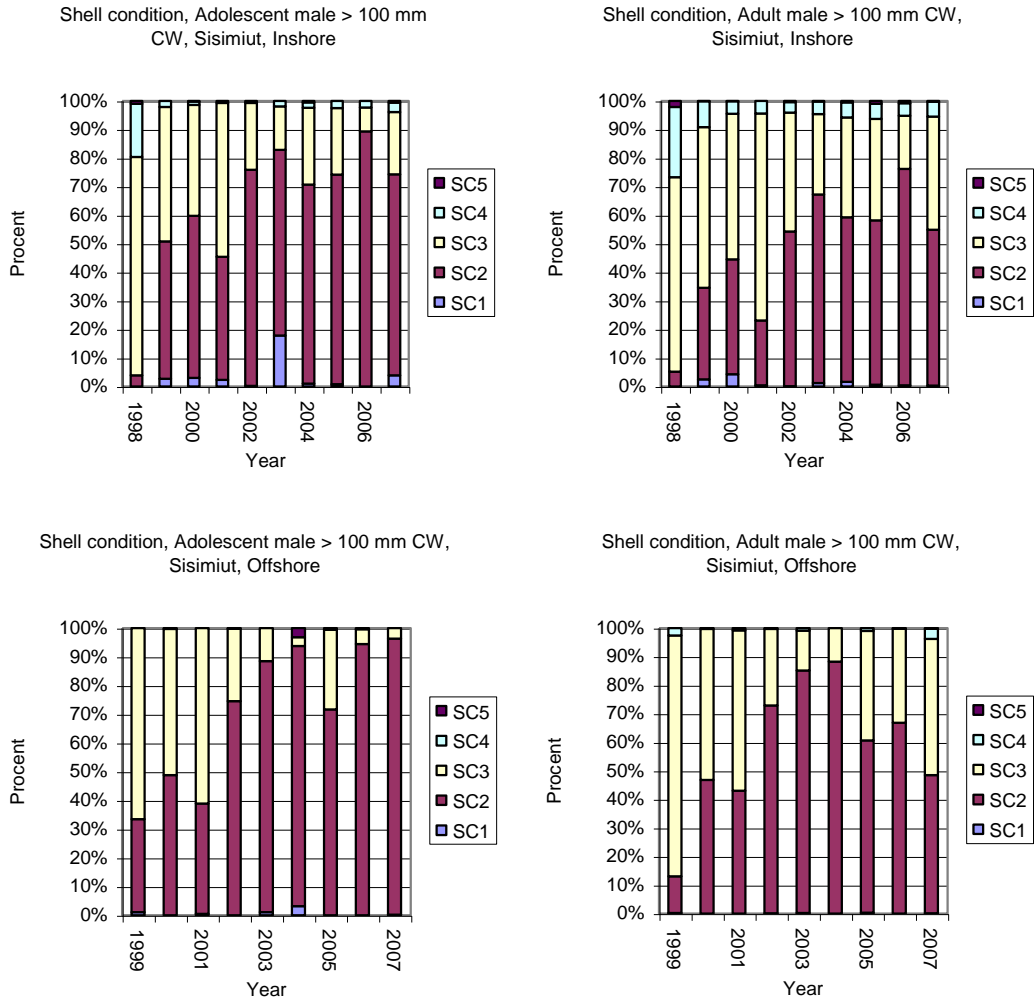 Shell condition, Adolescent male > 100 mm
CW, Sisimiut, Inshore
100%
90%
80%
70%
60%
50%
40%
30%
20%
10%
0%
Procent
1998
2000
2002
2004
2006
Year
SC5
SC4
SC3
SC2
SC1
Shell condition, Adult male > 100 mm CW,
Sisimiut, Inshore
100%
90%
80%
70%
60%
50%
40%
30%
20%
10%
0%
Procent
1998
2000
2002
2004
2006
Year
SC5
SC4
SC3
SC2
SC1
Shell condition, Adolescent male > 100 mm CW,
Sisimiut, Offshore
100%
90%
80%
70%
60%
50%
40%
30%
20%
10%
0%
Procent
1999
2001
2003
2005
2007
Year
SC5
SC4
SC3
SC2
SC1
Shell condition, Adult male > 100 mm CW,
Sisimiut, Offshore
100%
90%
80%
70%
60%
50%
40%
30%
20%
10%
0%
Procent
1999
2001
2003
2005
2007
Year
SC5
SC4
SC3
SC2
SC1